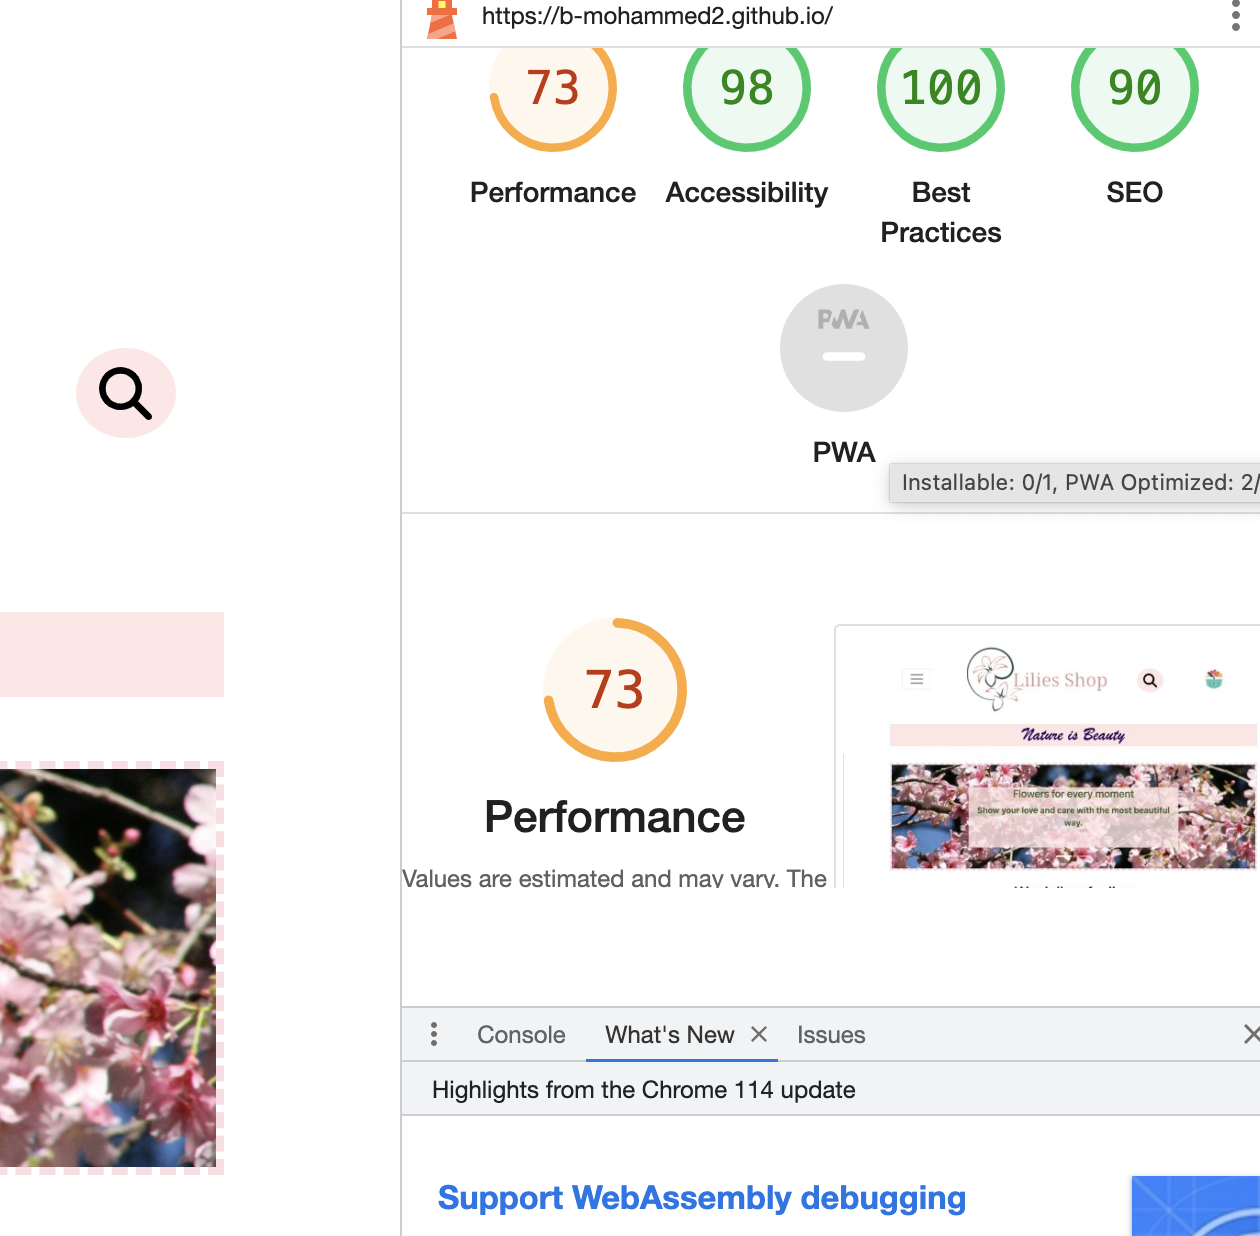 https://b-mohammed2.github.io/
73
98
100
90
Performance
Accessibility
Best
Practices
SEO
PWA
PWA
Installable: 0/1, PWA Optimized: 2/
73
Performance
Values are estimated and may vary. The
Lilies Shop
Nature is Beauty
Flowers for every moment
Show your love and care with the most beautiful
way.
Console
What's New
Issues
Highlights from the Chrome 114 update
Support WebAssembly debugging